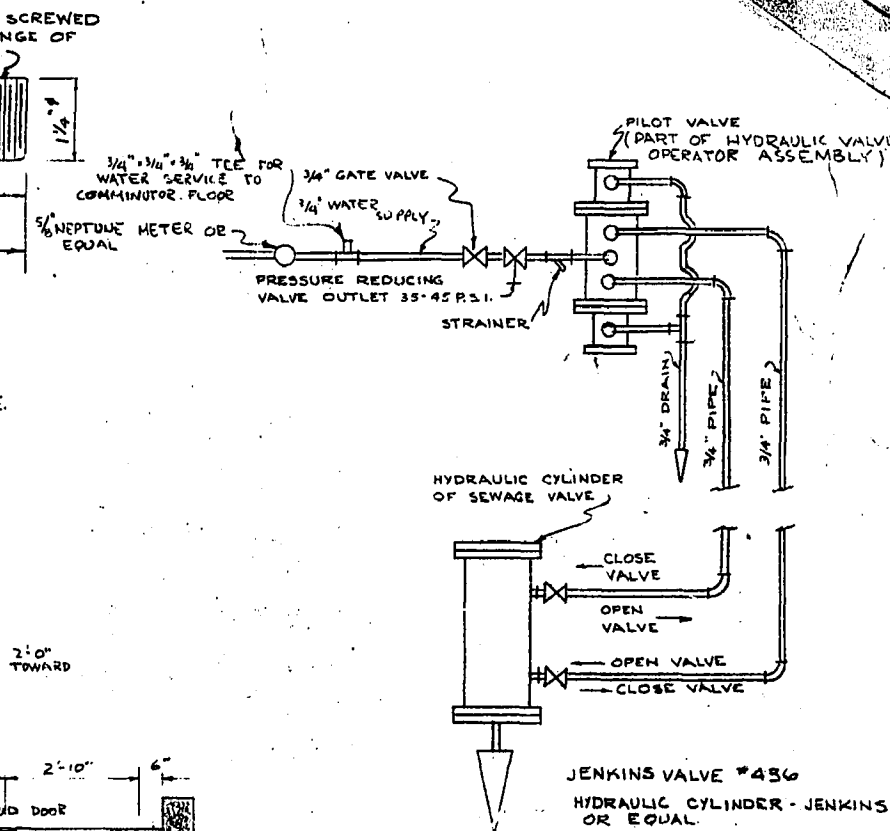 SCREWED
NGE OF
1¼"⌀
PILOT VALVE
(PART OF HYDRAULIC VALVE
OPERATOR ASSEMBLY)
¾"×¾"×¾" TEE FOR
WATER SERVICE TO
COMMINUTOR FLOOR
¾" GATE VALVE
¾" WATER SUPPLY
⅝" NEPTUNE METER OR
EQUAL
PRESSURE REDUCING
VALVE OUTLET 35-45 P.S.I.
STRAINER
E.
¾" DRAIN
¾" PIPE
¾" PIPE
HYDRAULIC CYLINDER
OF SEWAGE VALVE
CLOSE
VALVE
OPEN
VALVE
OPEN VALVE
CLOSE VALVE
2'-0"
TOWARD
2'-10"
6"
DOOR
JENKINS VALVE
HYDRAULIC CYLINDER - JENKINS
OR EQUAL